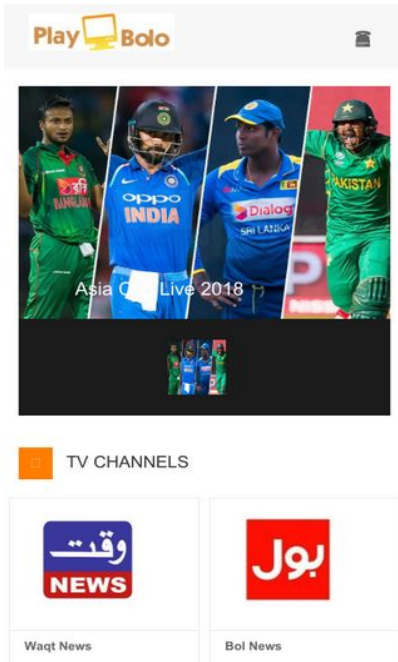 Play Bolo
OPPO
INDIA
Dialog
SRI LANKA
PAKISTAN
Asia Cup Live 2018
TV CHANNELS
وقت
NEWS
بول
Waqt News
Bol News